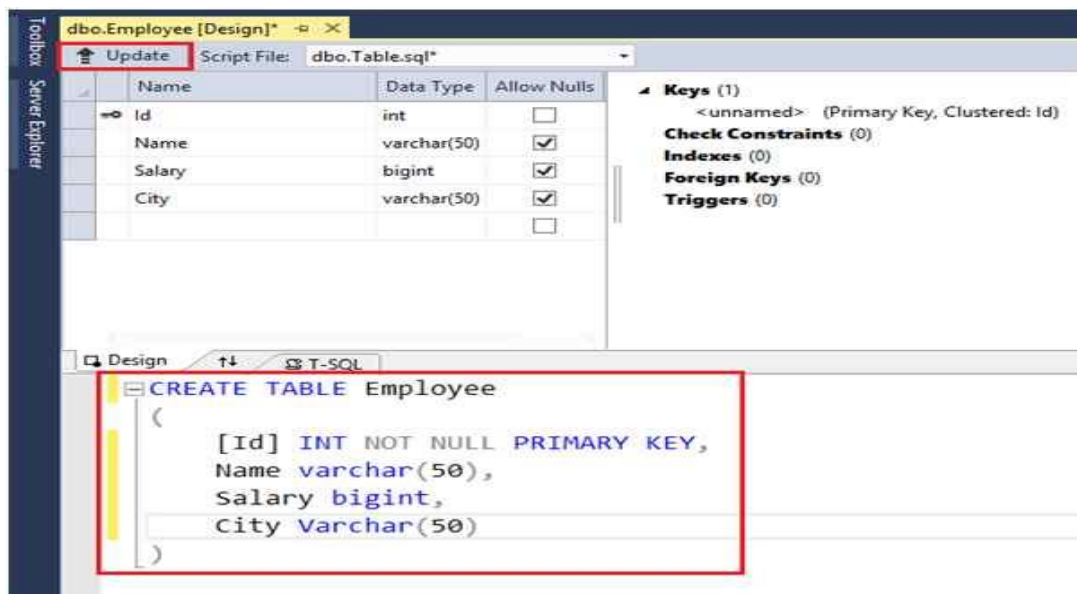 Toolbox
Server Explorer
dbo.Employee [Design]*
Update Script File: dbo.Table.sql*
Name Data Type Allow Nulls
Id int
Name varchar(50)
Salary bigint
City varchar(50)
Keys (1)
<unnamed> (Primary Key, Clustered: Id)
Check Constraints (0)
Indexes (0)
Foreign Keys (0)
Triggers (0)
Design T-SQL
CREATE TABLE Employee
(
[Id] INT NOT NULL PRIMARY KEY,
Name varchar(50),
Salary bigint,
City Varchar(50)
)